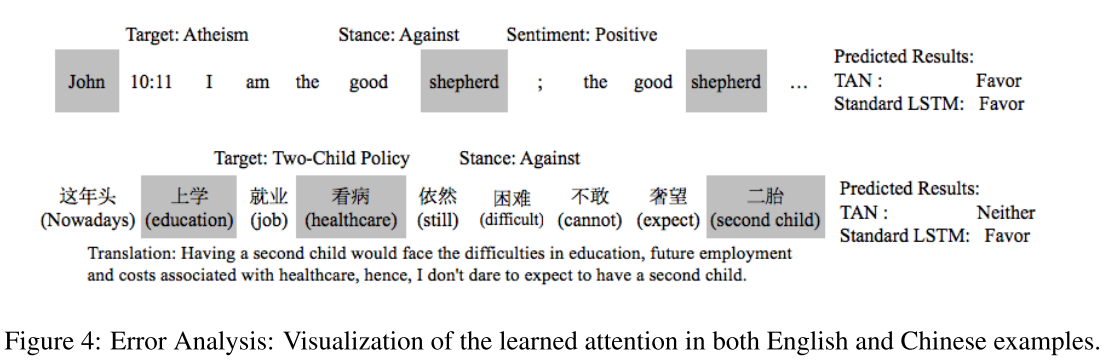 Target: Atheism Stance: Against Sentiment: Positive
John 10:11 I am the good shepherd ; the good shepherd ...
Predicted Results:
TAN : Favor
Standard LSTM: Favor
Target: Two-Child Policy Stance: Against
这年头 上学 就业 看病 依然 困难 不敢 奢望 二胎
(Nowadays) (education) (job) (healthcare) (still) (difficult) (cannot) (expect) (second child)
Predicted Results:
TAN : Neither
Standard LSTM: Favor
Translation: Having a second child would face the difficulties in education, future employment
and costs associated with healthcare, hence, I don't dare to expect to have a second child.
Figure 4: Error Analysis: Visualization of the learned attention in both English and Chinese examples.